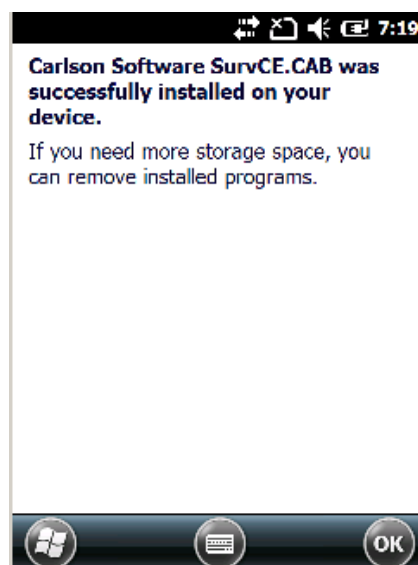 7:19
Carlson Software SurvCE.CAB was
successfully installed on your
device.
If you need more storage space, you
can remove installed programs.
OK